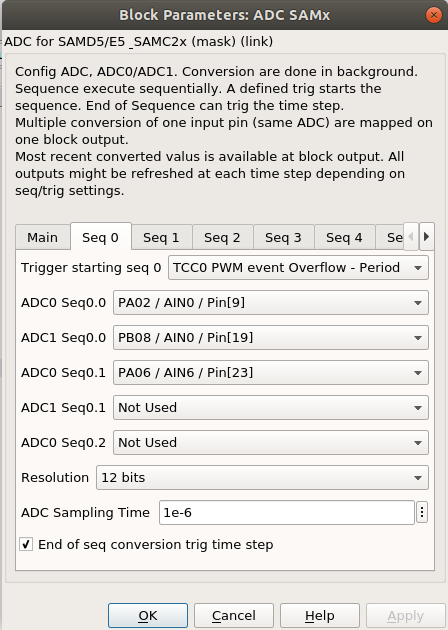 Block Parameters: ADC SAMx
ADC for SAMD5/E5 _SAMC2x (mask) (link)
Config ADC, ADC0/ADC1. Conversion are done in background.
Sequence execute sequentially. A defined trig starts the
sequence. End of Sequence can trig the time step.
Multiple conversion of one input pin (same ADC) are mapped on
one block output.
Most recent converted valus is available at block output. All
outputs might be refreshed at each time step depending on
seq/trig settings.
Main Seq 0 Seq 1 Seq 2 Seq 3 Seq 4 Se
Trigger starting seq 0 TCC0 PWM event Overflow - Period
ADC0 Seq0.0 PA02 / AIN0 / Pin[9]
ADC1 Seq0.0 PB08 / AIN0 / Pin[19]
ADC0 Seq0.1 PA06 / AIN6 / Pin[23]
ADC1 Seq0.1 Not Used
ADC0 Seq0.2 Not Used
Resolution 12 bits
ADC Sampling Time 1e-6
End of seq conversion trig time step
OK Cancel Help Apply